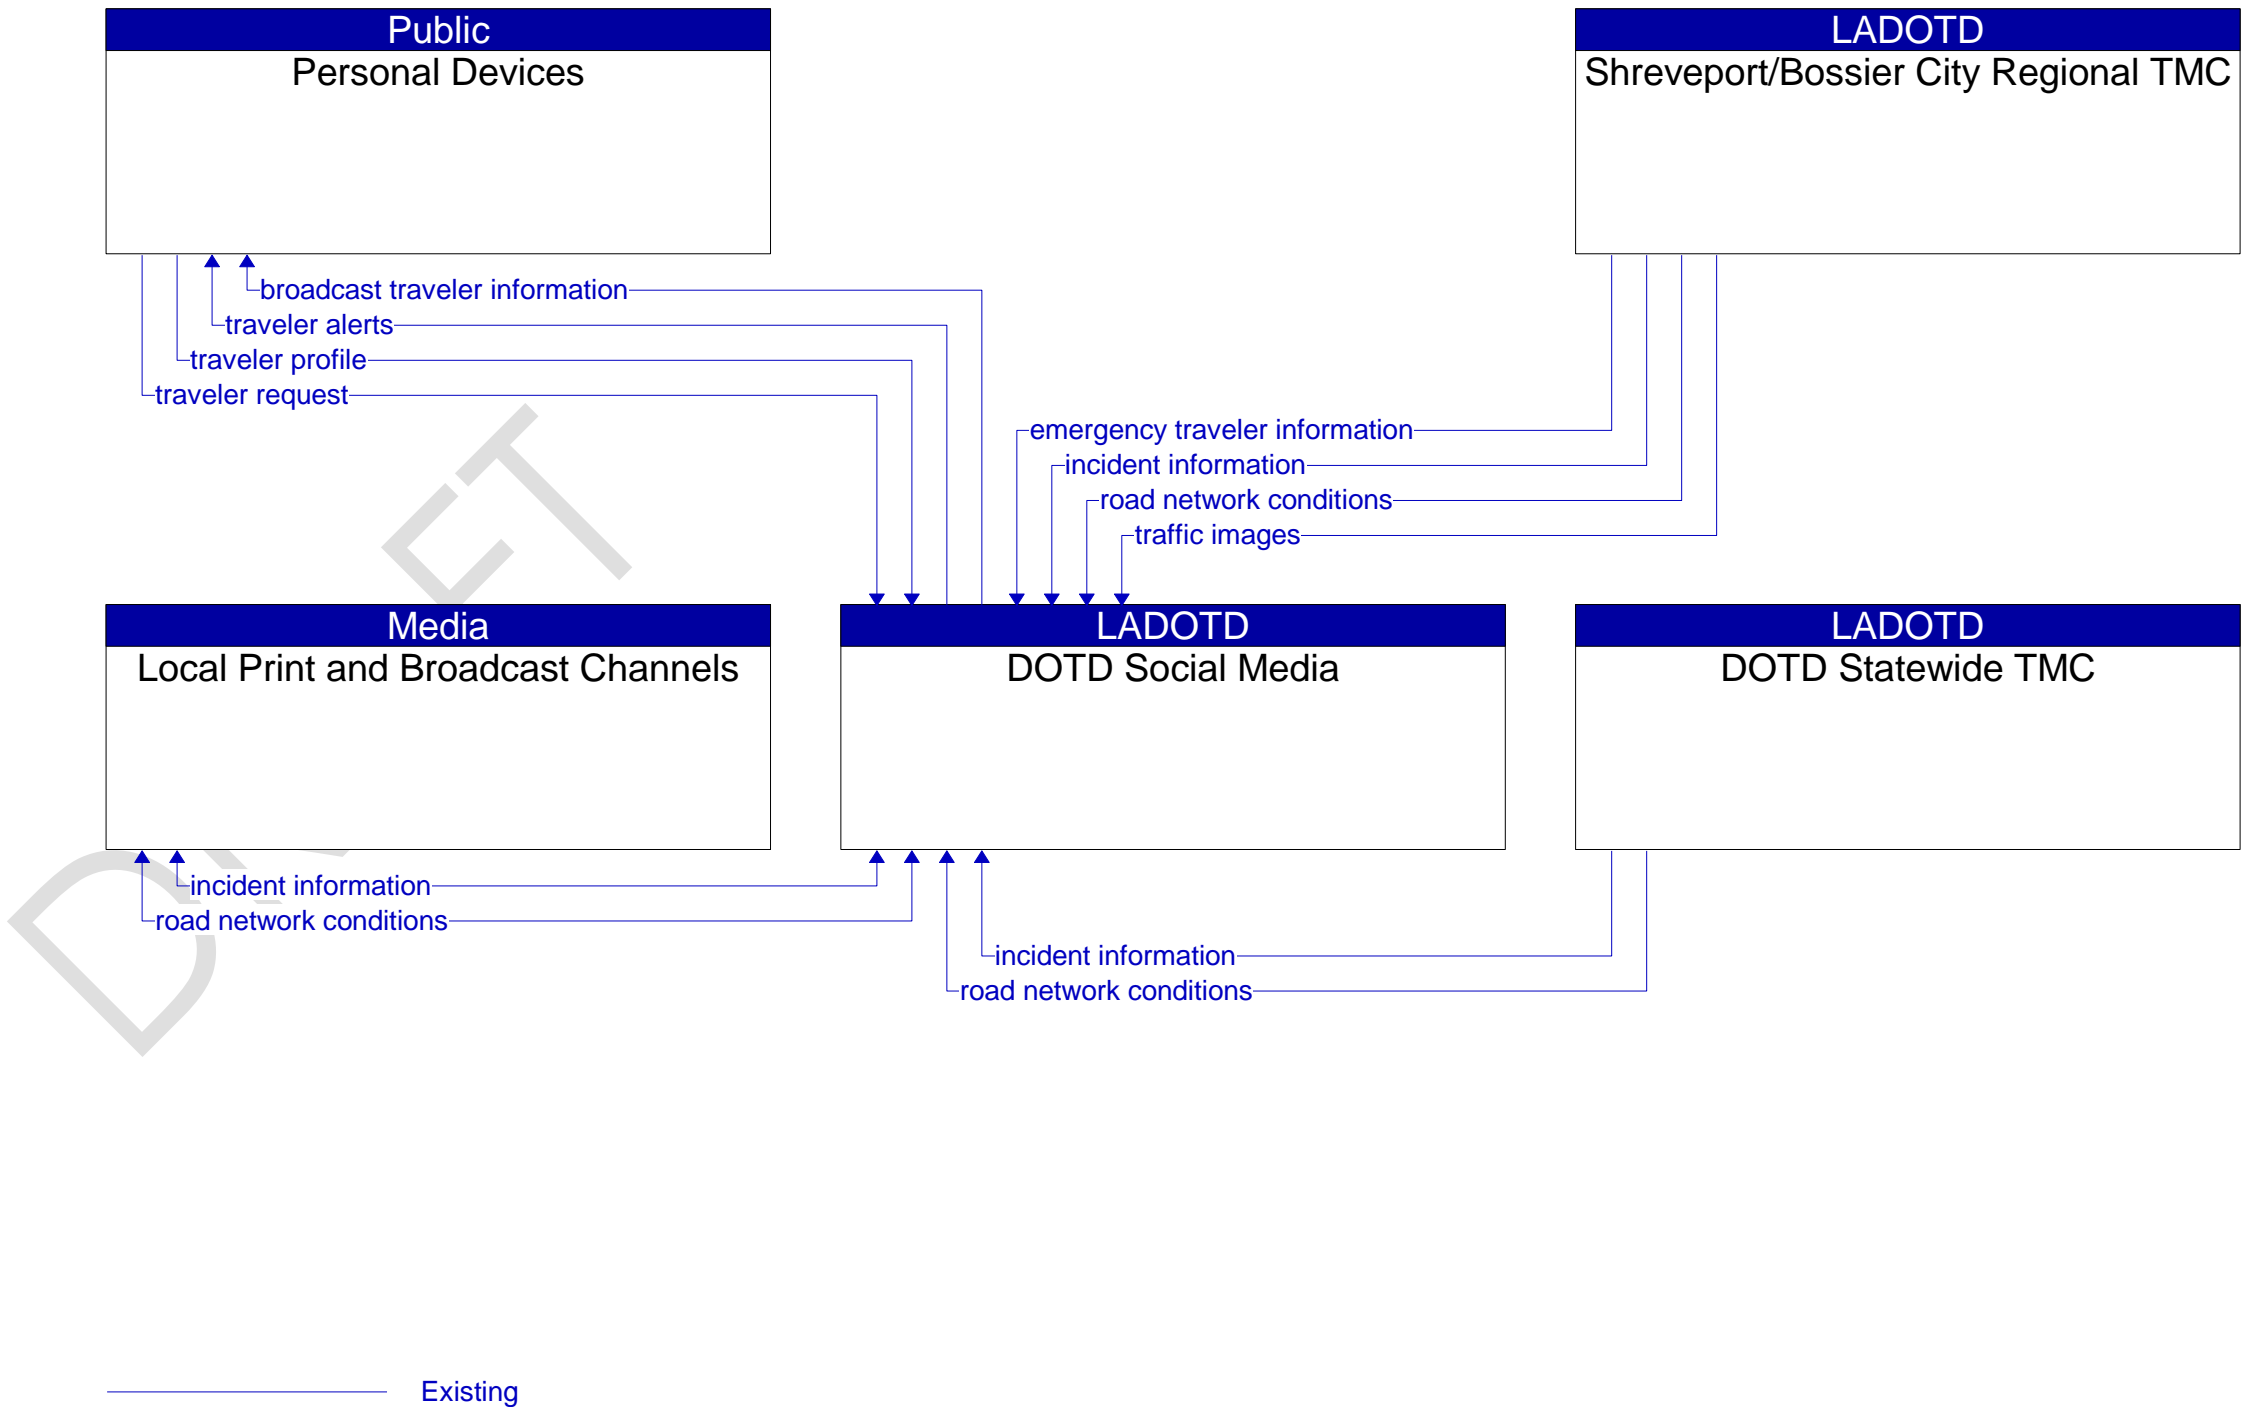 Public
Personal Devices
LADOTD
Shreveport/Bossier City Regional TMC
broadcast traveler information
traveler alerts
traveler profile
traveler request
emergency traveler information
incident information
road network conditions
traffic images
Media
Local Print and Broadcast Channels
LADOTD
DOTD Social Media
LADOTD
DOTD Statewide TMC
incident information
road network conditions
incident information
road network conditions
Existing